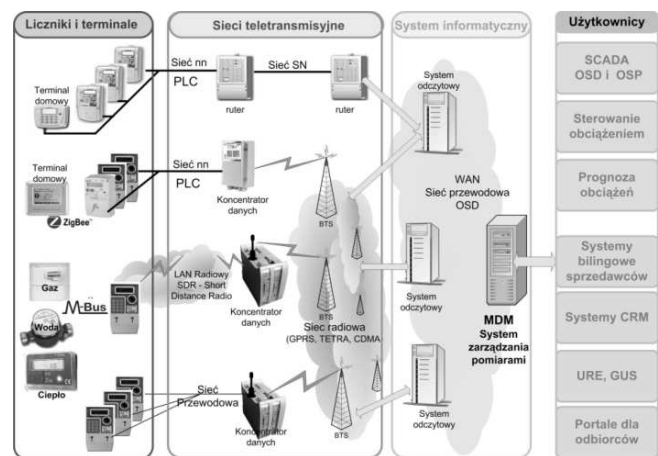 Liczniki i terminale
Terminal
domowy
Terminal
domowy
ZigBee
Gaz
M-Bus
Woda
Ciepło
Sieci teletransmisyjne
Sieć nn
PLC
ruter
Sieć SN
ruter
Sieć nn
PLC
Koncentrator
danych
BTS
LAN Radiowy
SDR - Short
Distance Radio
Koncentrator
danych
BTS
Siec radiowa
(GPRS, TETRA, CDMA)
Sieć
Przewodowa
Koncentrator
danych
BTS
System informatyczny
System
odczytowy
WAN
Sieć przewodowa
OSD
System
odczytowy
MDM
System
zarządzania
pomiarami
System
odczytowy
Użytkownicy
SCADA
OSD i OSP
Sterowanie
obciążeniem
Prognoza
obciążeń
Systemy
bilingowe
sprzedawców
Systemy CRM
URE, GUS
Portale dla
odbiorców